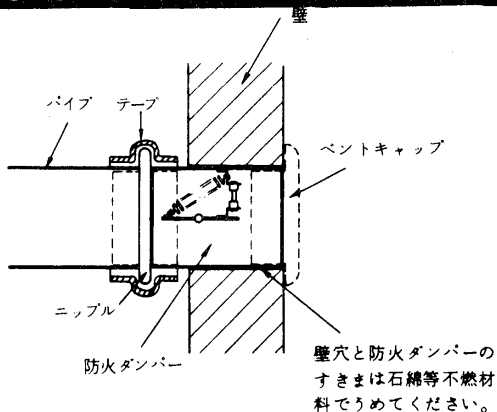 壁
パイプ
テープ
ベントキャップ
ニップル
防火ダンパー
壁穴と防火ダンパーの
すきまは石綿等不燃材
料でうめてください。